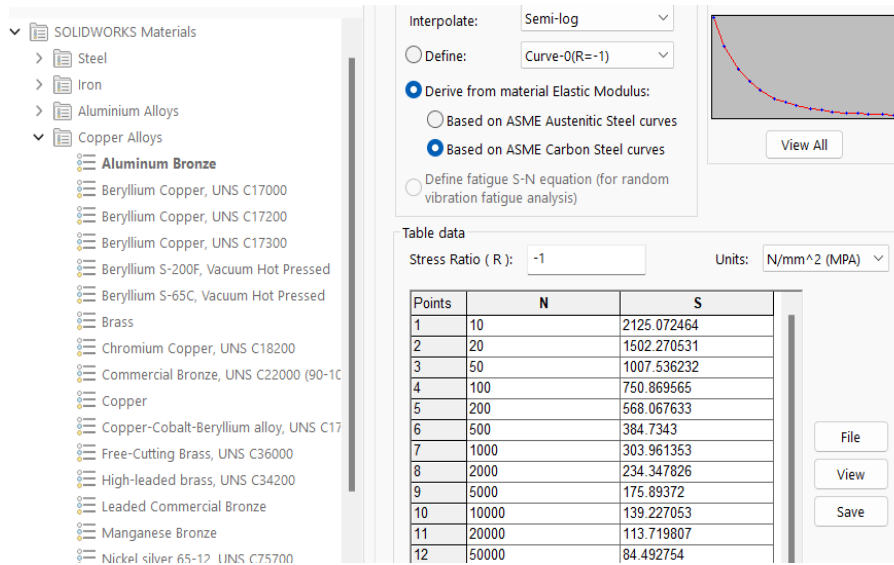 SOLIDWORKS Materials
Steel
Iron
Aluminium Alloys
Copper Alloys
Aluminum Bronze
Beryllium Copper, UNS C17000
Beryllium Copper, UNS C17200
Beryllium Copper, UNS C17300
Beryllium S-200F, Vacuum Hot Pressed
Beryllium S-65C, Vacuum Hot Pressed
Brass
Chromium Copper, UNS C18200
Commercial Bronze, UNS C22000 (90-10
Copper
Copper-Cobalt-Beryllium alloy, UNS C17
Free-Cutting Brass, UNS C36000
High-leaded brass, UNS C34200
Leaded Commercial Bronze
Manganese Bronze
Nickel silver 65-12, UNS C75700
Interpolate: Semi-log
Define: Curve-0(R=-1)
Derive from material Elastic Modulus:
Based on ASME Austenitic Steel curves
Based on ASME Carbon Steel curves
Define fatigue S-N equation (for random
vibration fatigue analysis)
View All
Table data
Stress Ratio ( R ): -1 Units: N/mm^2 (MPA)
Points N S
1 10 2125.072464
2 20 1502.270531
3 50 1007.536232
4 100 750.869565
5 200 568.067633
6 500 384.7343
7 1000 303.961353
8 2000 234.347826
9 5000 175.89372
10 10000 139.227053
11 20000 113.719807
12 50000 84.492754
File
View
Save